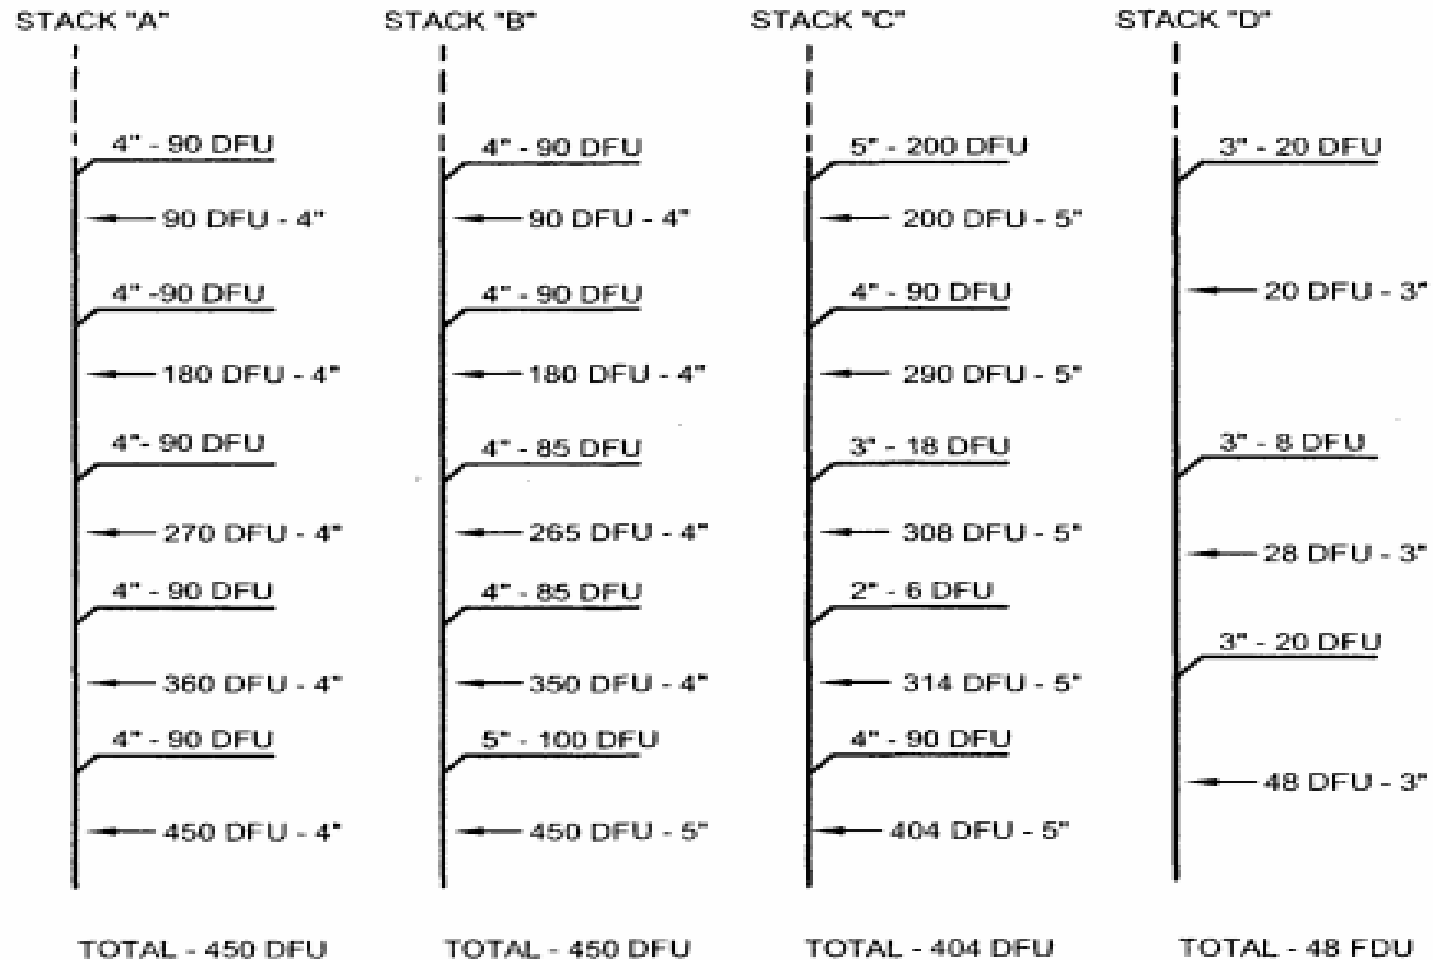 STACK "A"
4" - 90 DFU
90 DFU - 4"
4" -90 DFU
180 DFU - 4"
4"- 90 DFU
270 DFU - 4"
4" - 90 DFU
360 DFU - 4"
4" - 90 DFU
450 DFU - 4"
TOTAL - 450 DFU
STACK "B"
4" - 90 DFU
90 DFU - 4"
4" - 90 DFU
180 DFU - 4"
4" - 85 DFU
265 DFU - 4"
4" - 85 DFU
350 DFU - 4"
5" - 100 DFU
450 DFU - 5"
TOTAL - 450 DFU
STACK "C"
5" - 200 DFU
200 DFU - 5"
4" - 90 DFU
290 DFU - 5"
3" - 18 DFU
308 DFU - 5"
2" - 6 DFU
314 DFU - 5"
4" - 90 DFU
404 DFU - 5"
TOTAL - 404 DFU
STACK "D"
3" - 20 DFU
20 DFU - 3"
3" - 8 DFU
28 DFU - 3"
3" - 20 DFU
48 DFU - 3"
TOTAL - 48 FDU